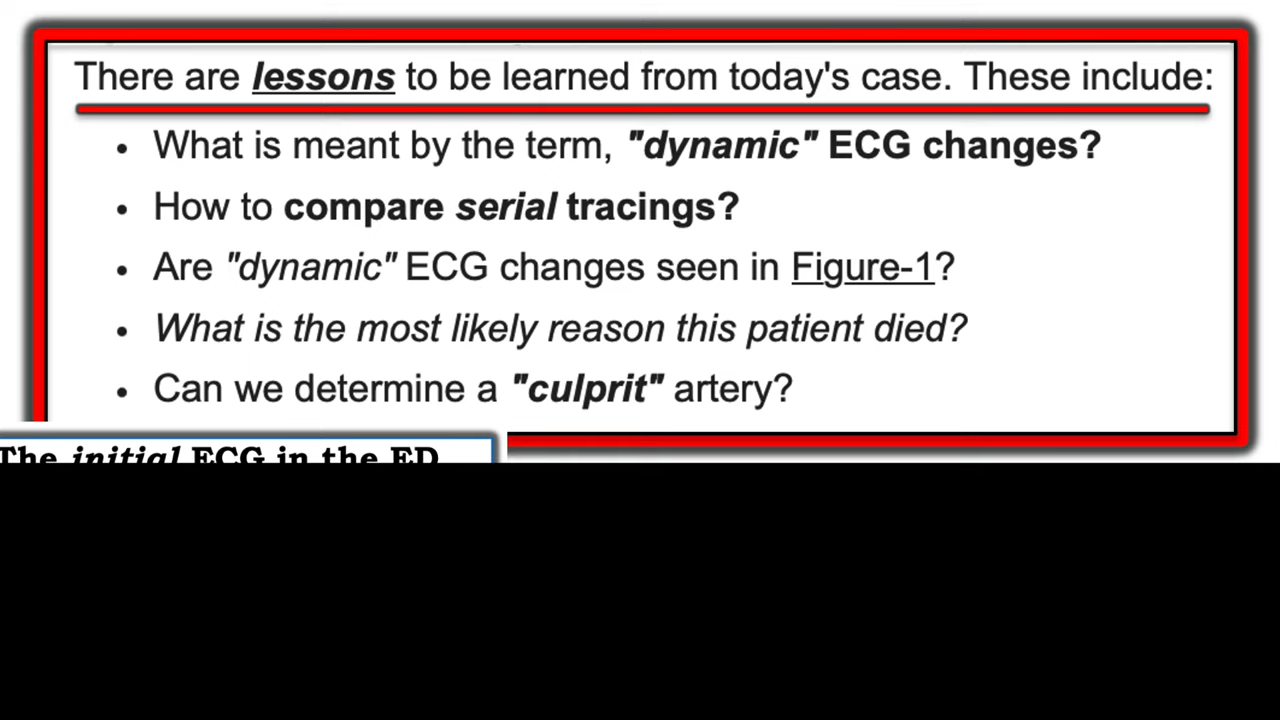 There are lessons to be learned from today's case. These include:
• What is meant by the term, "dynamic" ECG changes?
• How to compare serial tracings?
• Are "dynamic" ECG changes seen in Figure-1?
• What is the most likely reason this patient died?
• Can we determine a "culprit" artery?
The initial ECG in the ED